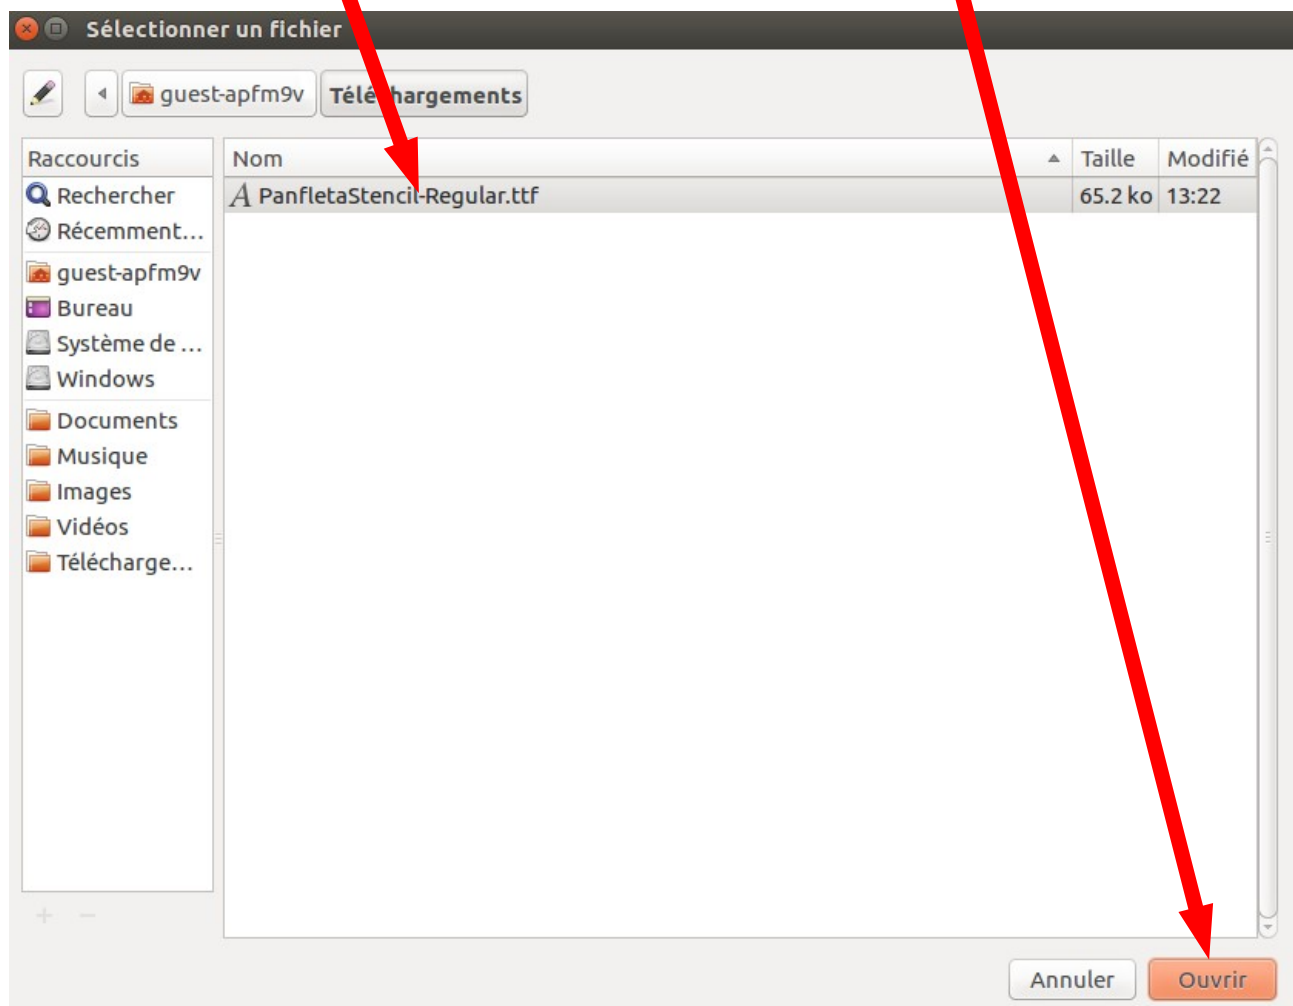 Sélectionner un fichier
guest-apfm9v Téléchargements
Raccourcis Nom Taille Modifié
Rechercher PanfletaStencil-Regular.ttf 65.2 ko 13:22
Récemment...
guest-apfm9v
Bureau
Système de ...
Windows
Documents
Musique
Images
Vidéos
Télécharge...
Annuler Ouvrir